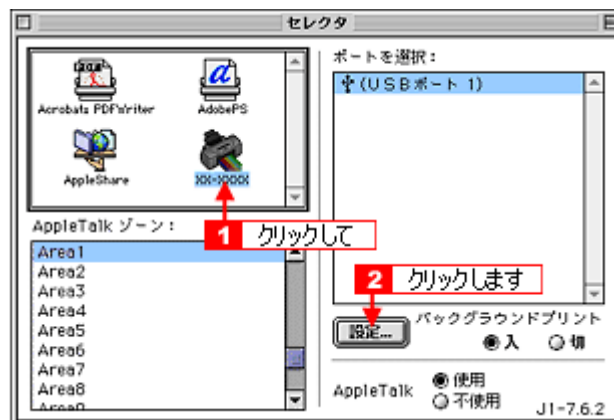 セレクタ
ポートを選択：
(USBポート 1)
Acrobats PDFWriter
AdobePS
AppleShare
XX-XXXX
1 クリックして
AppleTalk ゾーン：
Area1
Area2
Area3
Area4
Area5
Area6
Area7
Area8
2 クリックします
設定...
バックグラウンドプリント
入 切
AppleTalk
使用
不使用
J1-7.6.2